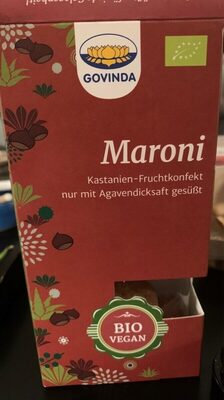 GOVINDA
Maroni
Kastanien-Fruchtkonfekt
nur mit Agavendicksaft gesüßt
BIO
VEGAN